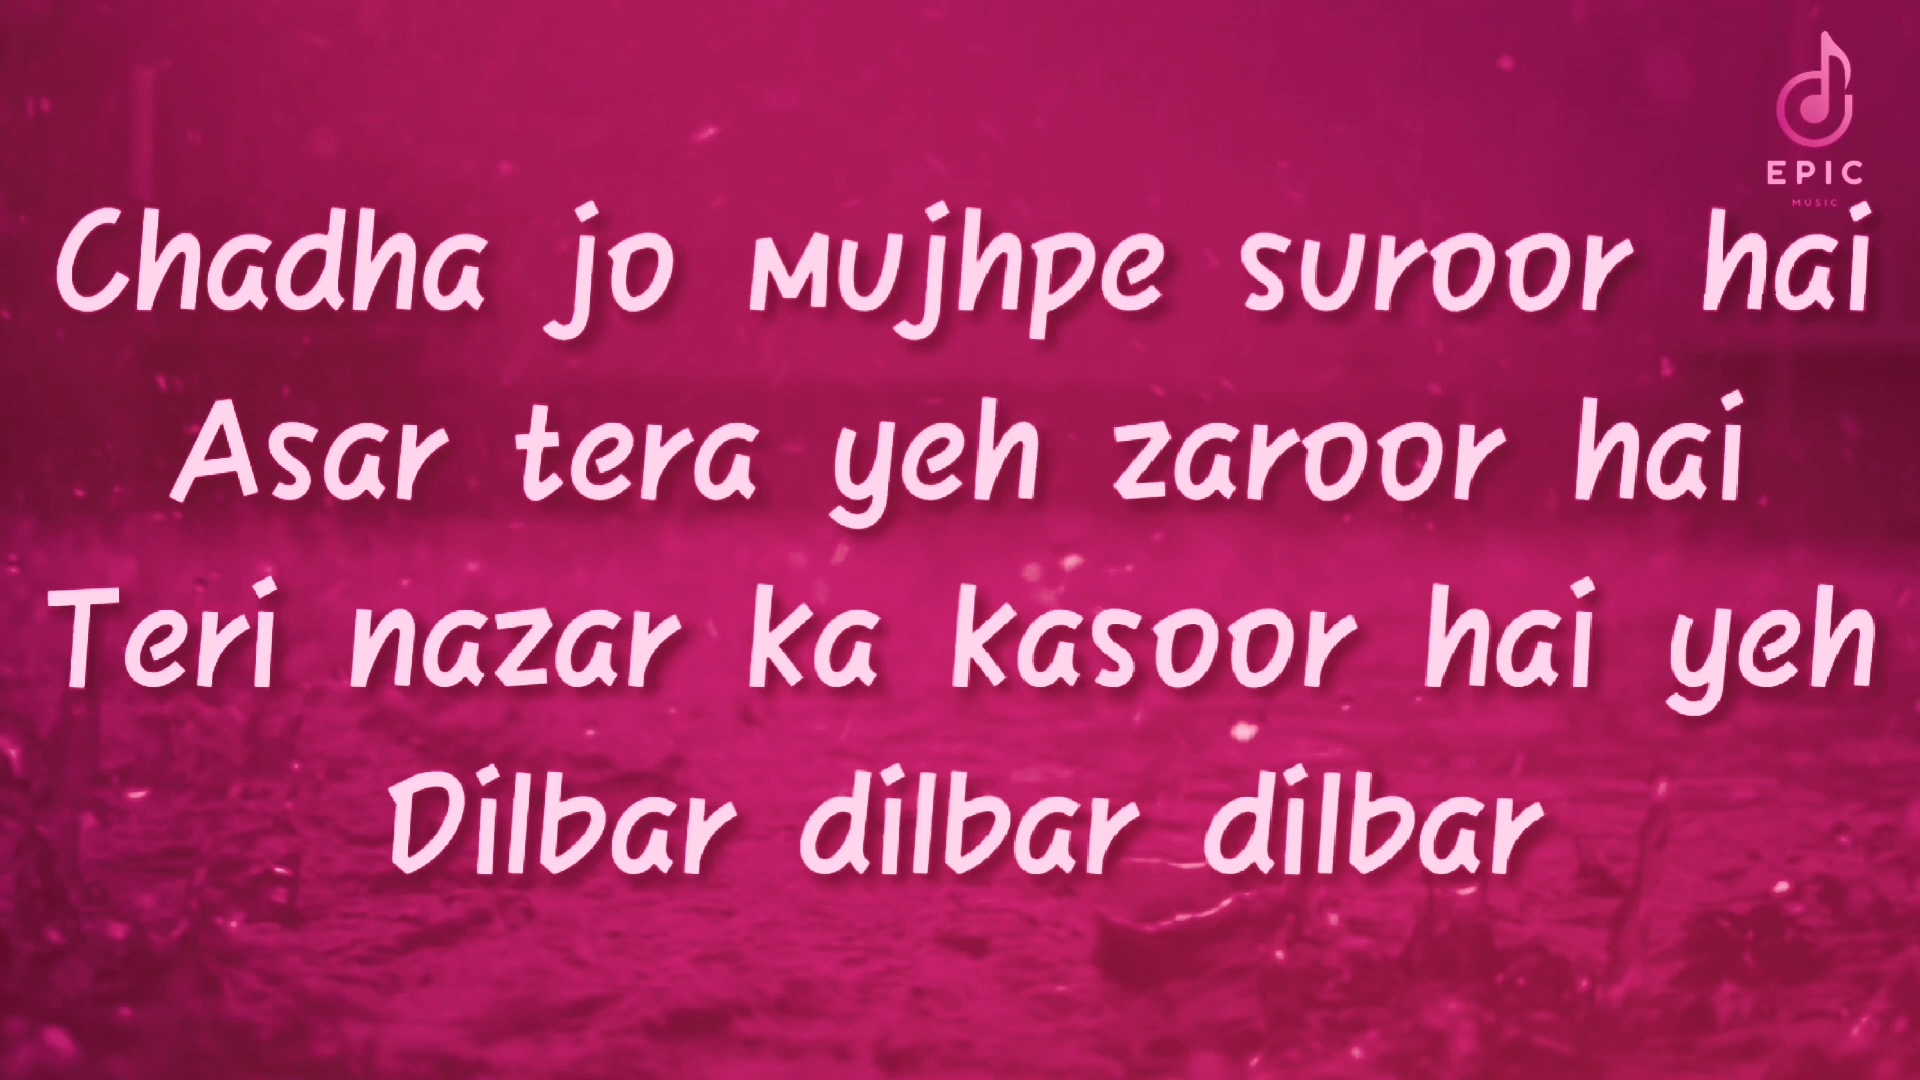 EPIC
MUSIC
Chadha jo mujhpe suroor hai
Asar tera yeh zaroor hai
Teri nazar ka kasoor hai yeh
Dilbar dilbar dilbar